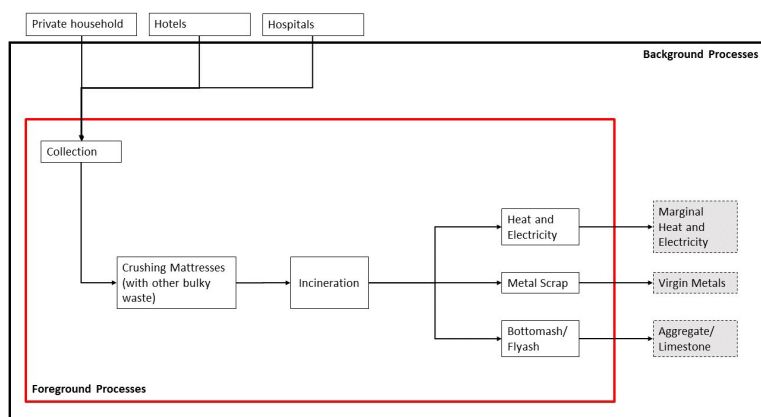 Private household
Hotels
Hospitals
Background Processes
Collection
Crushing Mattresses
(with other bulky
waste)
Incineration
Heat and
Electricity
Metal Scrap
Bottomash/
Flyash
Marginal
Heat and
Electricity
Virgin Metals
Aggregate/
Limestone
Foreground Processes